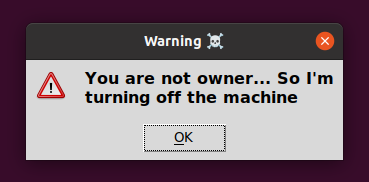 Warning ☠
You are not owner... So I'm
turning off the machine
OK